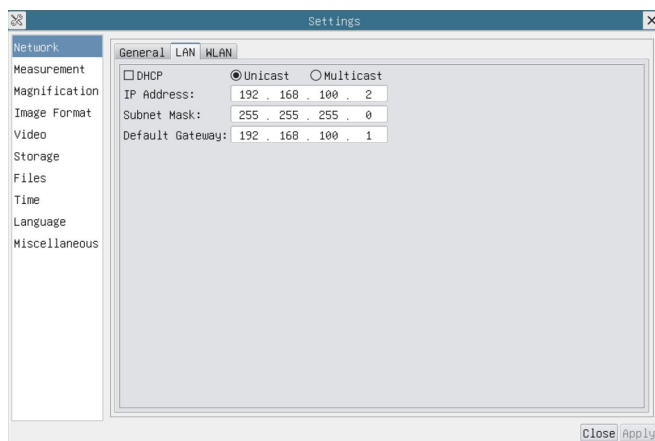 Settings
Network
Measurement
Magnification
Image Format
Video
Storage
Files
Time
Language
Miscellaneous
General LAN WLAN
DHCP Unicast Multicast
IP Address: 192 . 168 . 100 . 2
Subnet Mask: 255 . 255 . 255 . 0
Default Gateway: 192 . 168 . 100 . 1
Close Apply